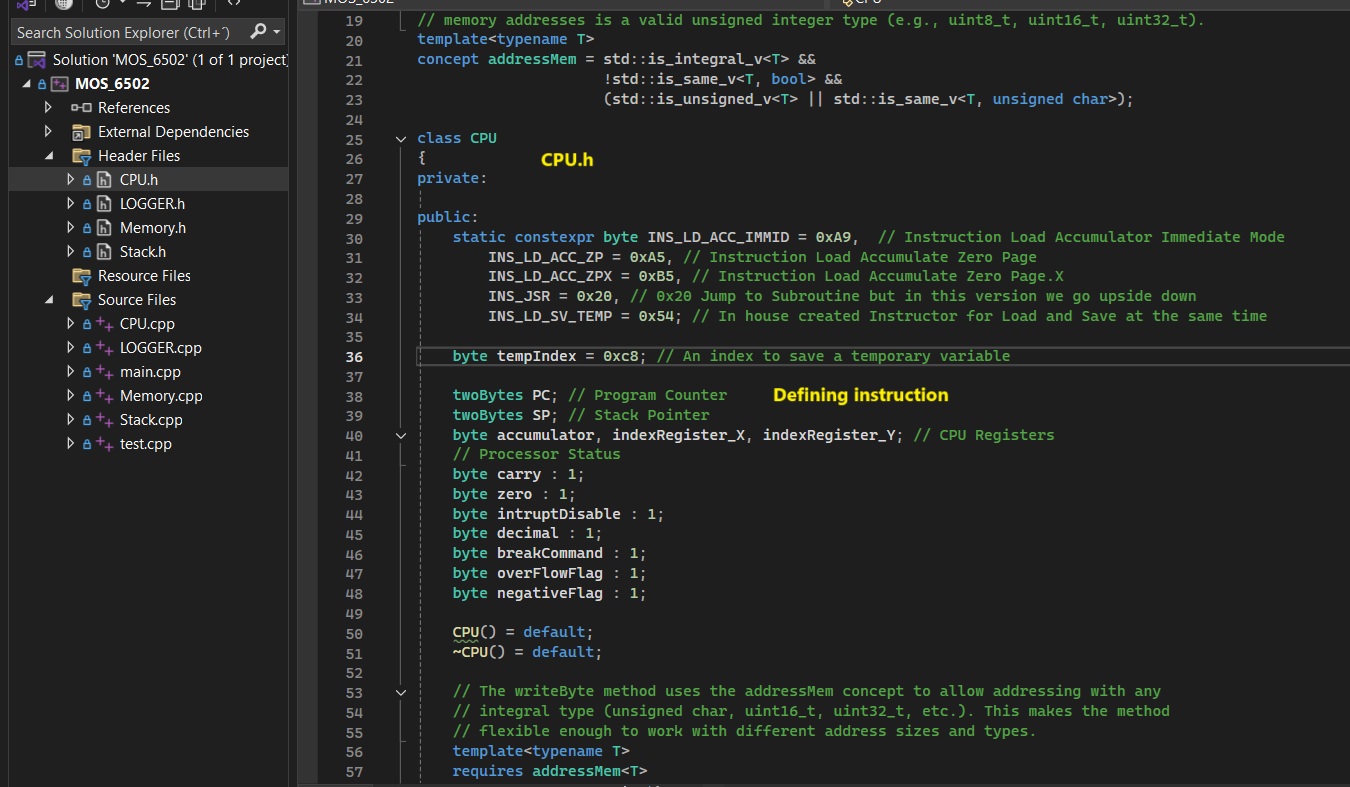 Search Solution Explorer (Ctrl+´)
Solution 'MOS_6502' (1 of 1 project)
MOS_6502
References
External Dependencies
Header Files
CPU.h
LOGGER.h
Memory.h
Stack.h
Resource Files
Source Files
CPU.cpp
LOGGER.cpp
main.cpp
Memory.cpp
Stack.cpp
test.cpp
19 // memory addresses is a valid unsigned integer type (e.g., uint8_t, uint16_t, uint32_t).
20 template<typename T>
21 concept addressMem = std::is_integral_v<T> &&
22 !std::is_same_v<T, bool> &&
23 (std::is_unsigned_v<T> || std::is_same_v<T, unsigned char>);
24
25 class CPU
26 { CPU.h
27 private:
28
29 public:
30 static constexpr byte INS_LD_ACC_IMMID = 0xA9, // Instruction Load Accumulator Immediate Mode
31 INS_LD_ACC_ZP = 0xA5, // Instruction Load Accumulate Zero Page
32 INS_LD_ACC_ZPX = 0xB5, // Instruction Load Accumulate Zero Page.X
33 INS_JSR = 0x20, // 0x20 Jump to Subroutine but in this version we go upside down
34 INS_LD_SV_TEMP = 0x54; // In house created Instructor for Load and Save at the same time
35
36 byte tempIndex = 0xc8; // An index to save a temporary variable
37
38 twoBytes PC; // Program Counter Defining instruction
39 twoBytes SP; // Stack Pointer
40 byte accumulator, indexRegister_X, indexRegister_Y; // CPU Registers
41 // Processor Status
42 byte carry : 1;
43 byte zero : 1;
44 byte intruptDisable : 1;
45 byte decimal : 1;
46 byte breakCommand : 1;
47 byte overFlowFlag : 1;
48 byte negativeFlag : 1;
49
50 CPU() = default;
51 ~CPU() = default;
52
53 // The writeByte method uses the addressMem concept to allow addressing with any
54 // integral type (unsigned char, uint16_t, uint32_t, etc.). This makes the method
55 // flexible enough to work with different address sizes and types.
56 template<typename T>
57 requires addressMem<T>